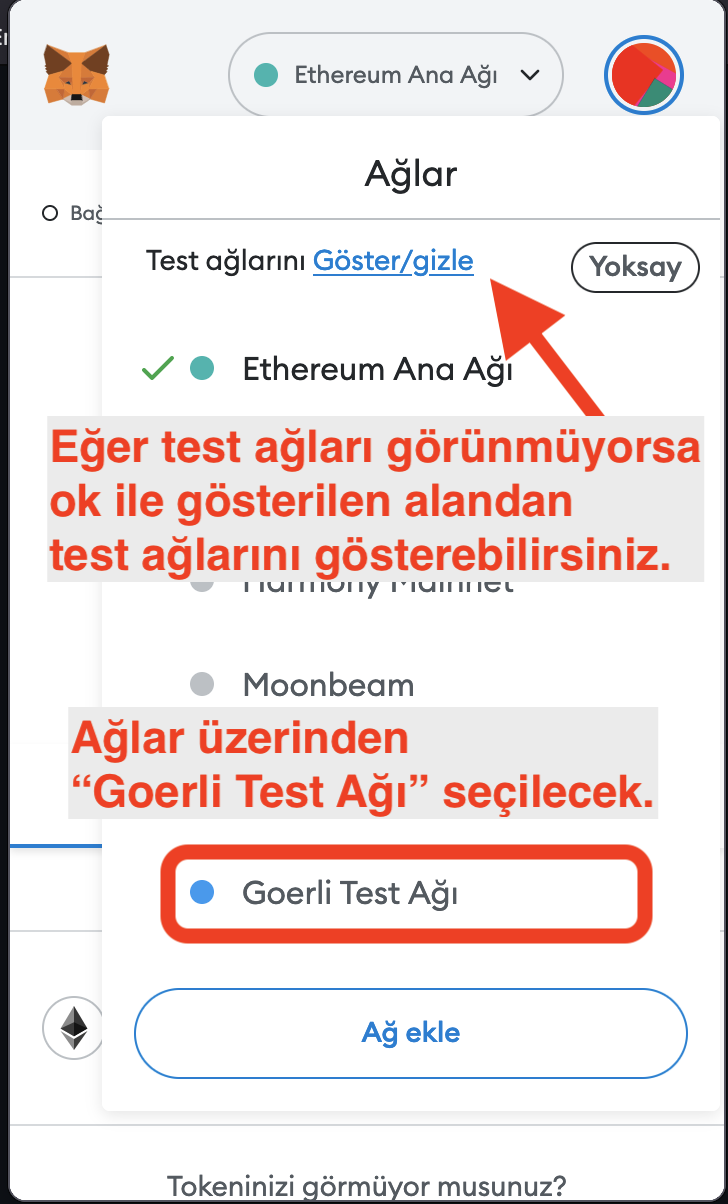 Ethereum Ana Ağı
Ağlar
Bağ
Test ağlarını Göster/gizle
Yoksay
Ethereum Ana Ağı
Eğer test ağları görünmüyorsa
ok ile gösterilen alandan
test ağlarını gösterebilirsiniz.
Harmony Mainnet
Moonbeam
Ağlar üzerinden
“Goerli Test Ağı” seçilecek.
Goerli Test Ağı
Ağ ekle
Tokeninizi görmüyor musunuz?